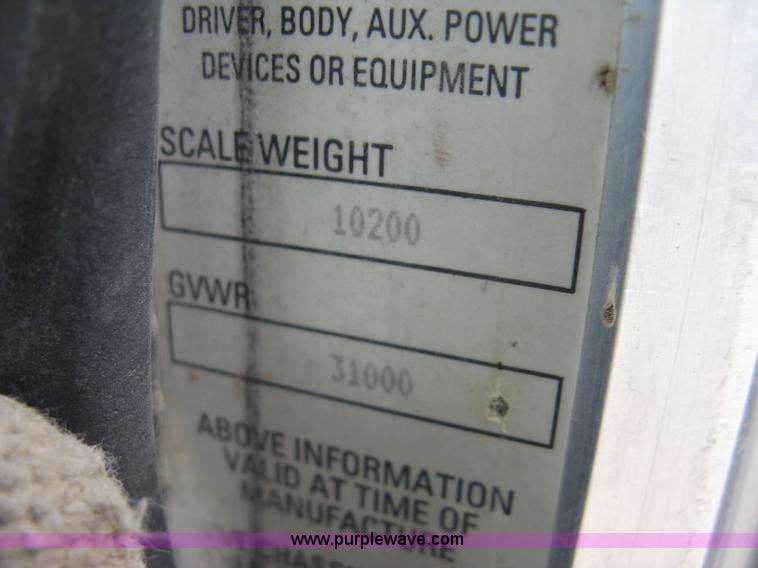 DRIVER, BODY, AUX. POWER
DEVICES OR EQUIPMENT
SCALE WEIGHT
10200
GVWR
31000
ABOVE INFORMATION
VALID AT TIME OF
MANUFACTURE
www.purplewave.com